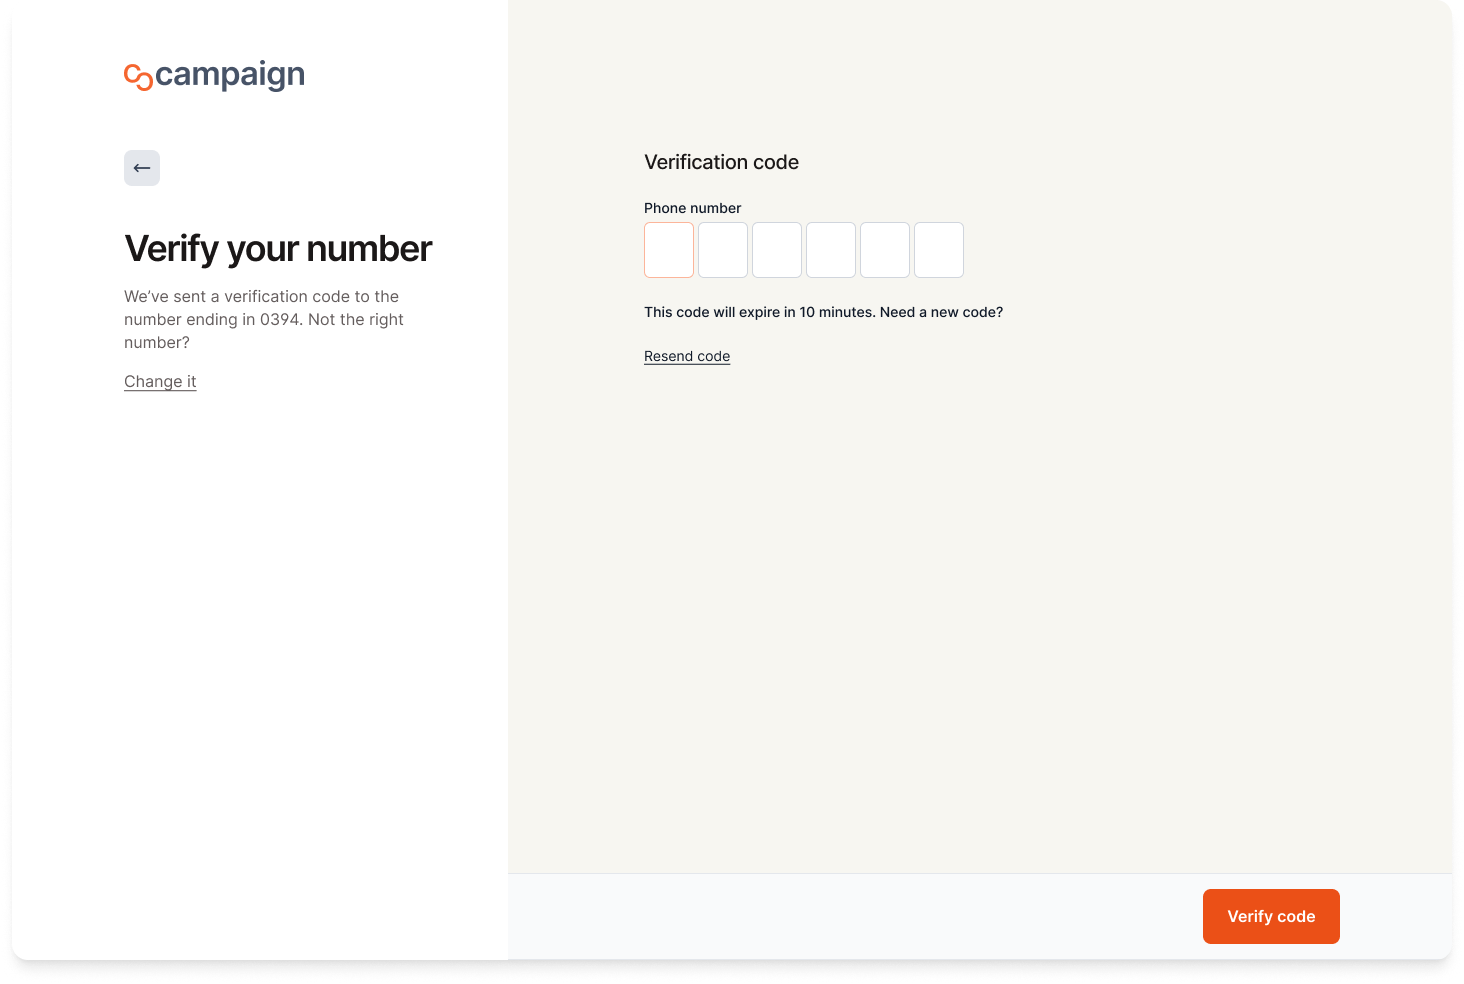 campaign
Verify your number
We’ve sent a verification code to the
number ending in 0394. Not the right
number?
Change it
Verification code
Phone number
This code will expire in 10 minutes. Need a new code?
Resend code
Verify code